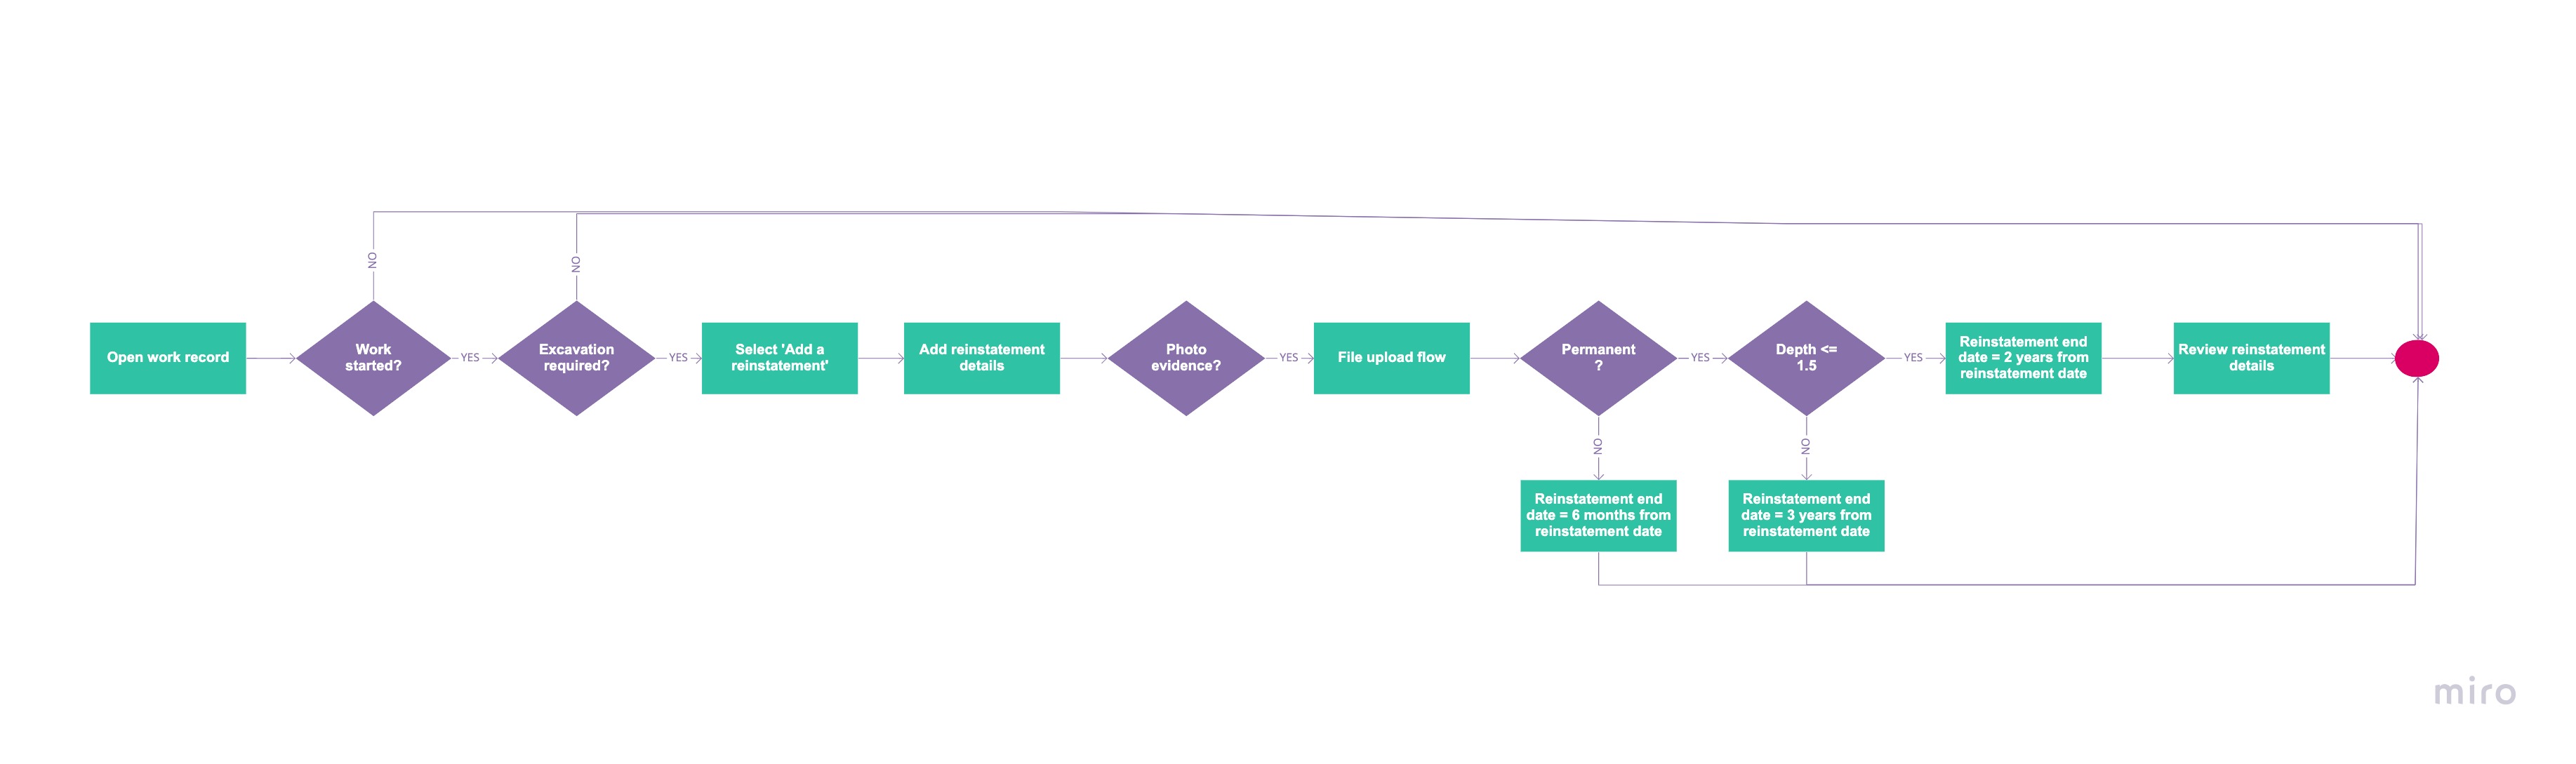 NO
NO
Open work record
Work
started?
YES
Excavation
required?
YES
Select 'Add a
reinstatement'
Add reinstatement
details
Photo
evidence?
YES
File upload flow
Permanent
?
YES
Depth <=
1.5
YES
Reinstatement end
date = 2 years from
reinstatement date
Review reinstatement
details
NO
NO
Reinstatement end
date = 6 months from
reinstatement date
Reinstatement end
date = 3 years from
reinstatement date
miro